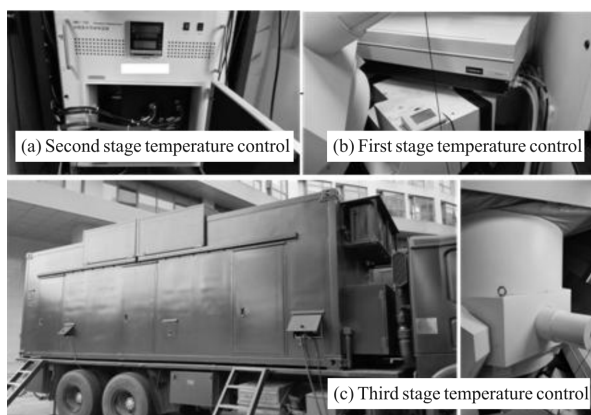 (a) Second stage temperature control
(b) First stage temperature control
(c) Third stage temperature control